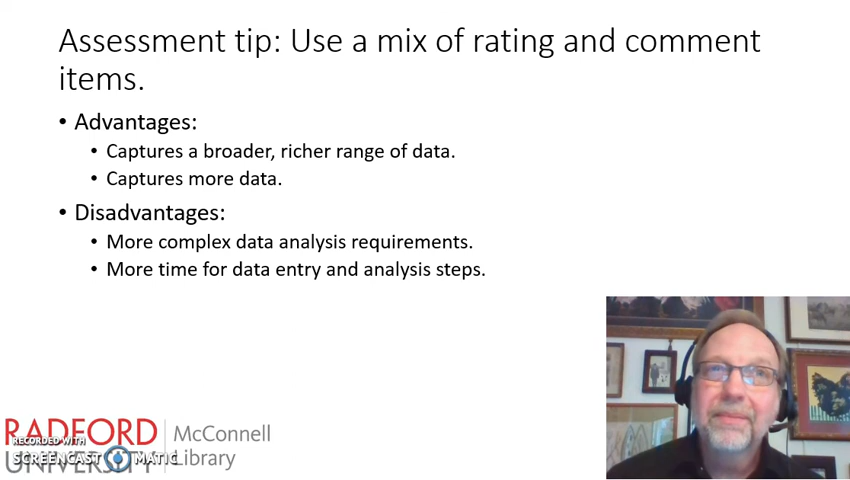 Assessment tip: Use a mix of rating and comment
items.
• Advantages:
• Captures a broader, richer range of data.
• Captures more data.
• Disadvantages:
• More complex data analysis requirements.
• More time for data entry and analysis steps.
RADFORD
UNIVERSITY
McConnell
Library
RECORDED WITH
SCREENCAST MATIC